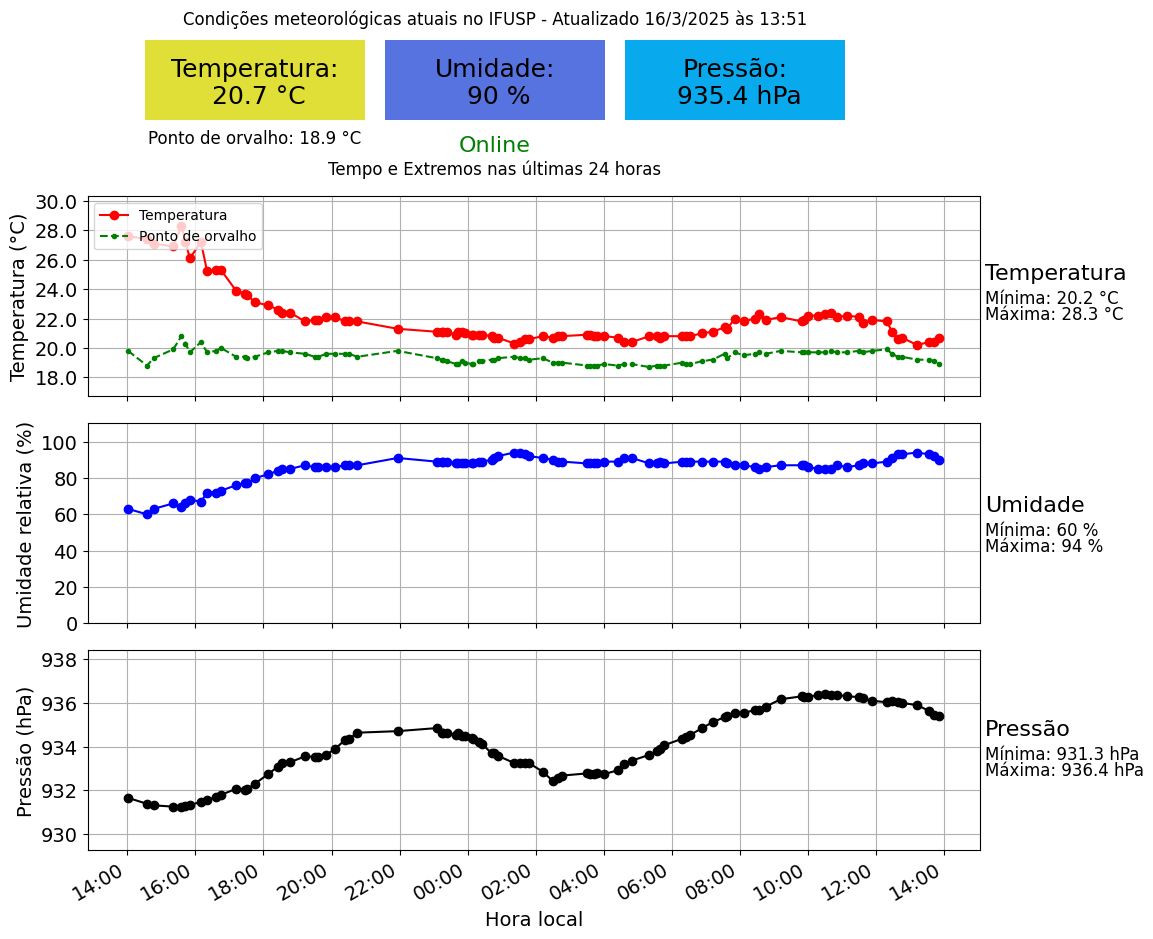 Condições meteorológicas atuais no IFUSP - Atualizado 16/3/2025 às 13:51
Temperatura:
20.7 °C
Umidade:
90 %
Pressão:
935.4 hPa
Ponto de orvalho: 18.9 °C
Online
Tempo e Extremos nas últimas 24 horas
Temperatura (°C)
30.0
28.0
26.0
24.0
22.0
20.0
18.0
Temperatura
Ponto de orvalho
Temperatura
Mínima: 20.2 °C
Máxima: 28.3 °C
Umidade relativa (%)
100
80
60
40
20
0
Umidade
Mínima: 60 %
Máxima: 94 %
Pressão (hPa)
938
936
934
932
930
Pressão
Mínima: 931.3 hPa
Máxima: 936.4 hPa
14:00 16:00 18:00 20:00 22:00 00:00 02:00 04:00 06:00 08:00 10:00 12:00 14:00
Hora local